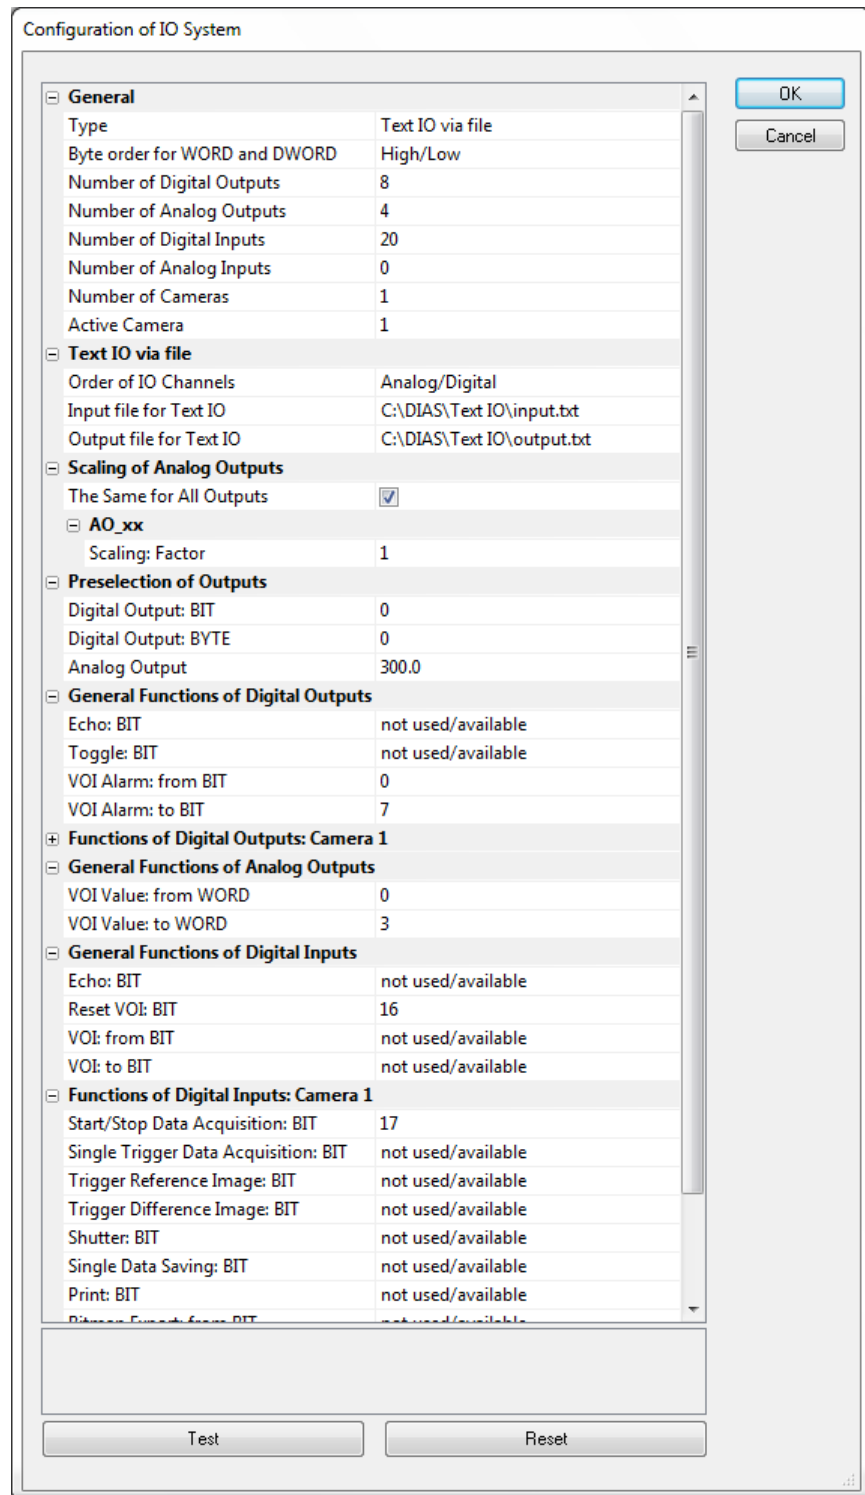 Configuration of IO System
General
OK
Type Text IO via file
Cancel
Byte order for WORD and DWORD High/Low
Number of Digital Outputs 8
Number of Analog Outputs 4
Number of Digital Inputs 20
Number of Analog Inputs 0
Number of Cameras 1
Active Camera 1
Text IO via file
Order of IO Channels Analog/Digital
Input file for Text IO C:\DIAS\Text IO\input.txt
Output file for Text IO C:\DIAS\Text IO\output.txt
Scaling of Analog Outputs
The Same for All Outputs
AO_xx
Scaling: Factor 1
Preselection of Outputs
Digital Output: BIT 0
Digital Output: BYTE 0
Analog Output 300.0
General Functions of Digital Outputs
Echo: BIT not used/available
Toggle: BIT not used/available
VOI Alarm: from BIT 0
VOI Alarm: to BIT 7
Functions of Digital Outputs: Camera 1
General Functions of Analog Outputs
VOI Value: from WORD 0
VOI Value: to WORD 3
General Functions of Digital Inputs
Echo: BIT not used/available
Reset VOI: BIT 16
VOI: from BIT not used/available
VOI: to BIT not used/available
Functions of Digital Inputs: Camera 1
Start/Stop Data Acquisition: BIT 17
Single Trigger Data Acquisition: BIT not used/available
Trigger Reference Image: BIT not used/available
Trigger Difference Image: BIT not used/available
Shutter: BIT not used/available
Single Data Saving: BIT not used/available
Print: BIT not used/available
Bitmap Export: from BIT not used/available
Test Reset